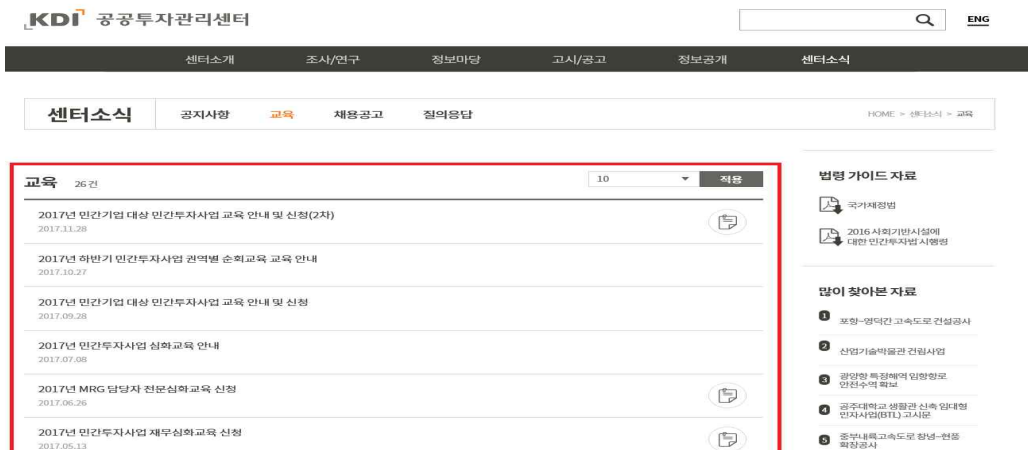 KDI 공공투자관리센터
ENG
센터소개 조사/연구 정보마당 고시/공고 정보공개 센터소식
센터소식 공지사항 교육 채용공고 질의응답 HOME > 센터소식 > 교육
교육 26건 10 적용
2017년 민간기업 대상 민간투자사업 교육 안내 및 신청(2차)
2017.11.28
2017년 하반기 민간투자사업 권역별 순회교육 교육 안내
2017.10.27
2017년 민간기업 대상 민간투자사업 교육 안내 및 신청
2017.09.28
2017년 민간투자사업 심화교육 안내
2017.07.08
2017년 MRG 담당자 전문심화교육 신청
2017.06.26
2017년 민간투자사업 재무심화교육 신청
2017.05.13
법령 가이드 자료
국가재정법
2016 사회기반시설에
대한 민간투자법 시행령
많이 찾아본 자료
1 포항~영덕간 고속도로 건설공사
2 산업기술박물관 건립사업
3 광양항 특정해역 입항항로
안전수역 확보
4 공주대학교 생활관 신축 임대형
민자사업(BTL) 고시문
5 중부내륙고속도로 창녕~현풍
확장공사